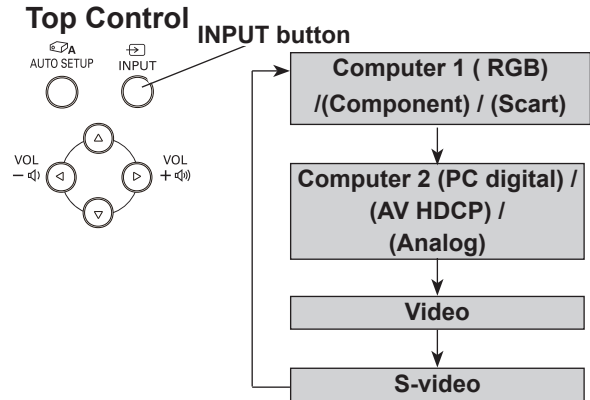 Top Control
INPUT button
A
AUTO SETUP
INPUT
VOL
−
VOL
+
Computer 1 ( RGB)
/(Component) / (Scart)
Computer 2 (PC digital) /
(AV HDCP) /
(Analog)
Video
S-video